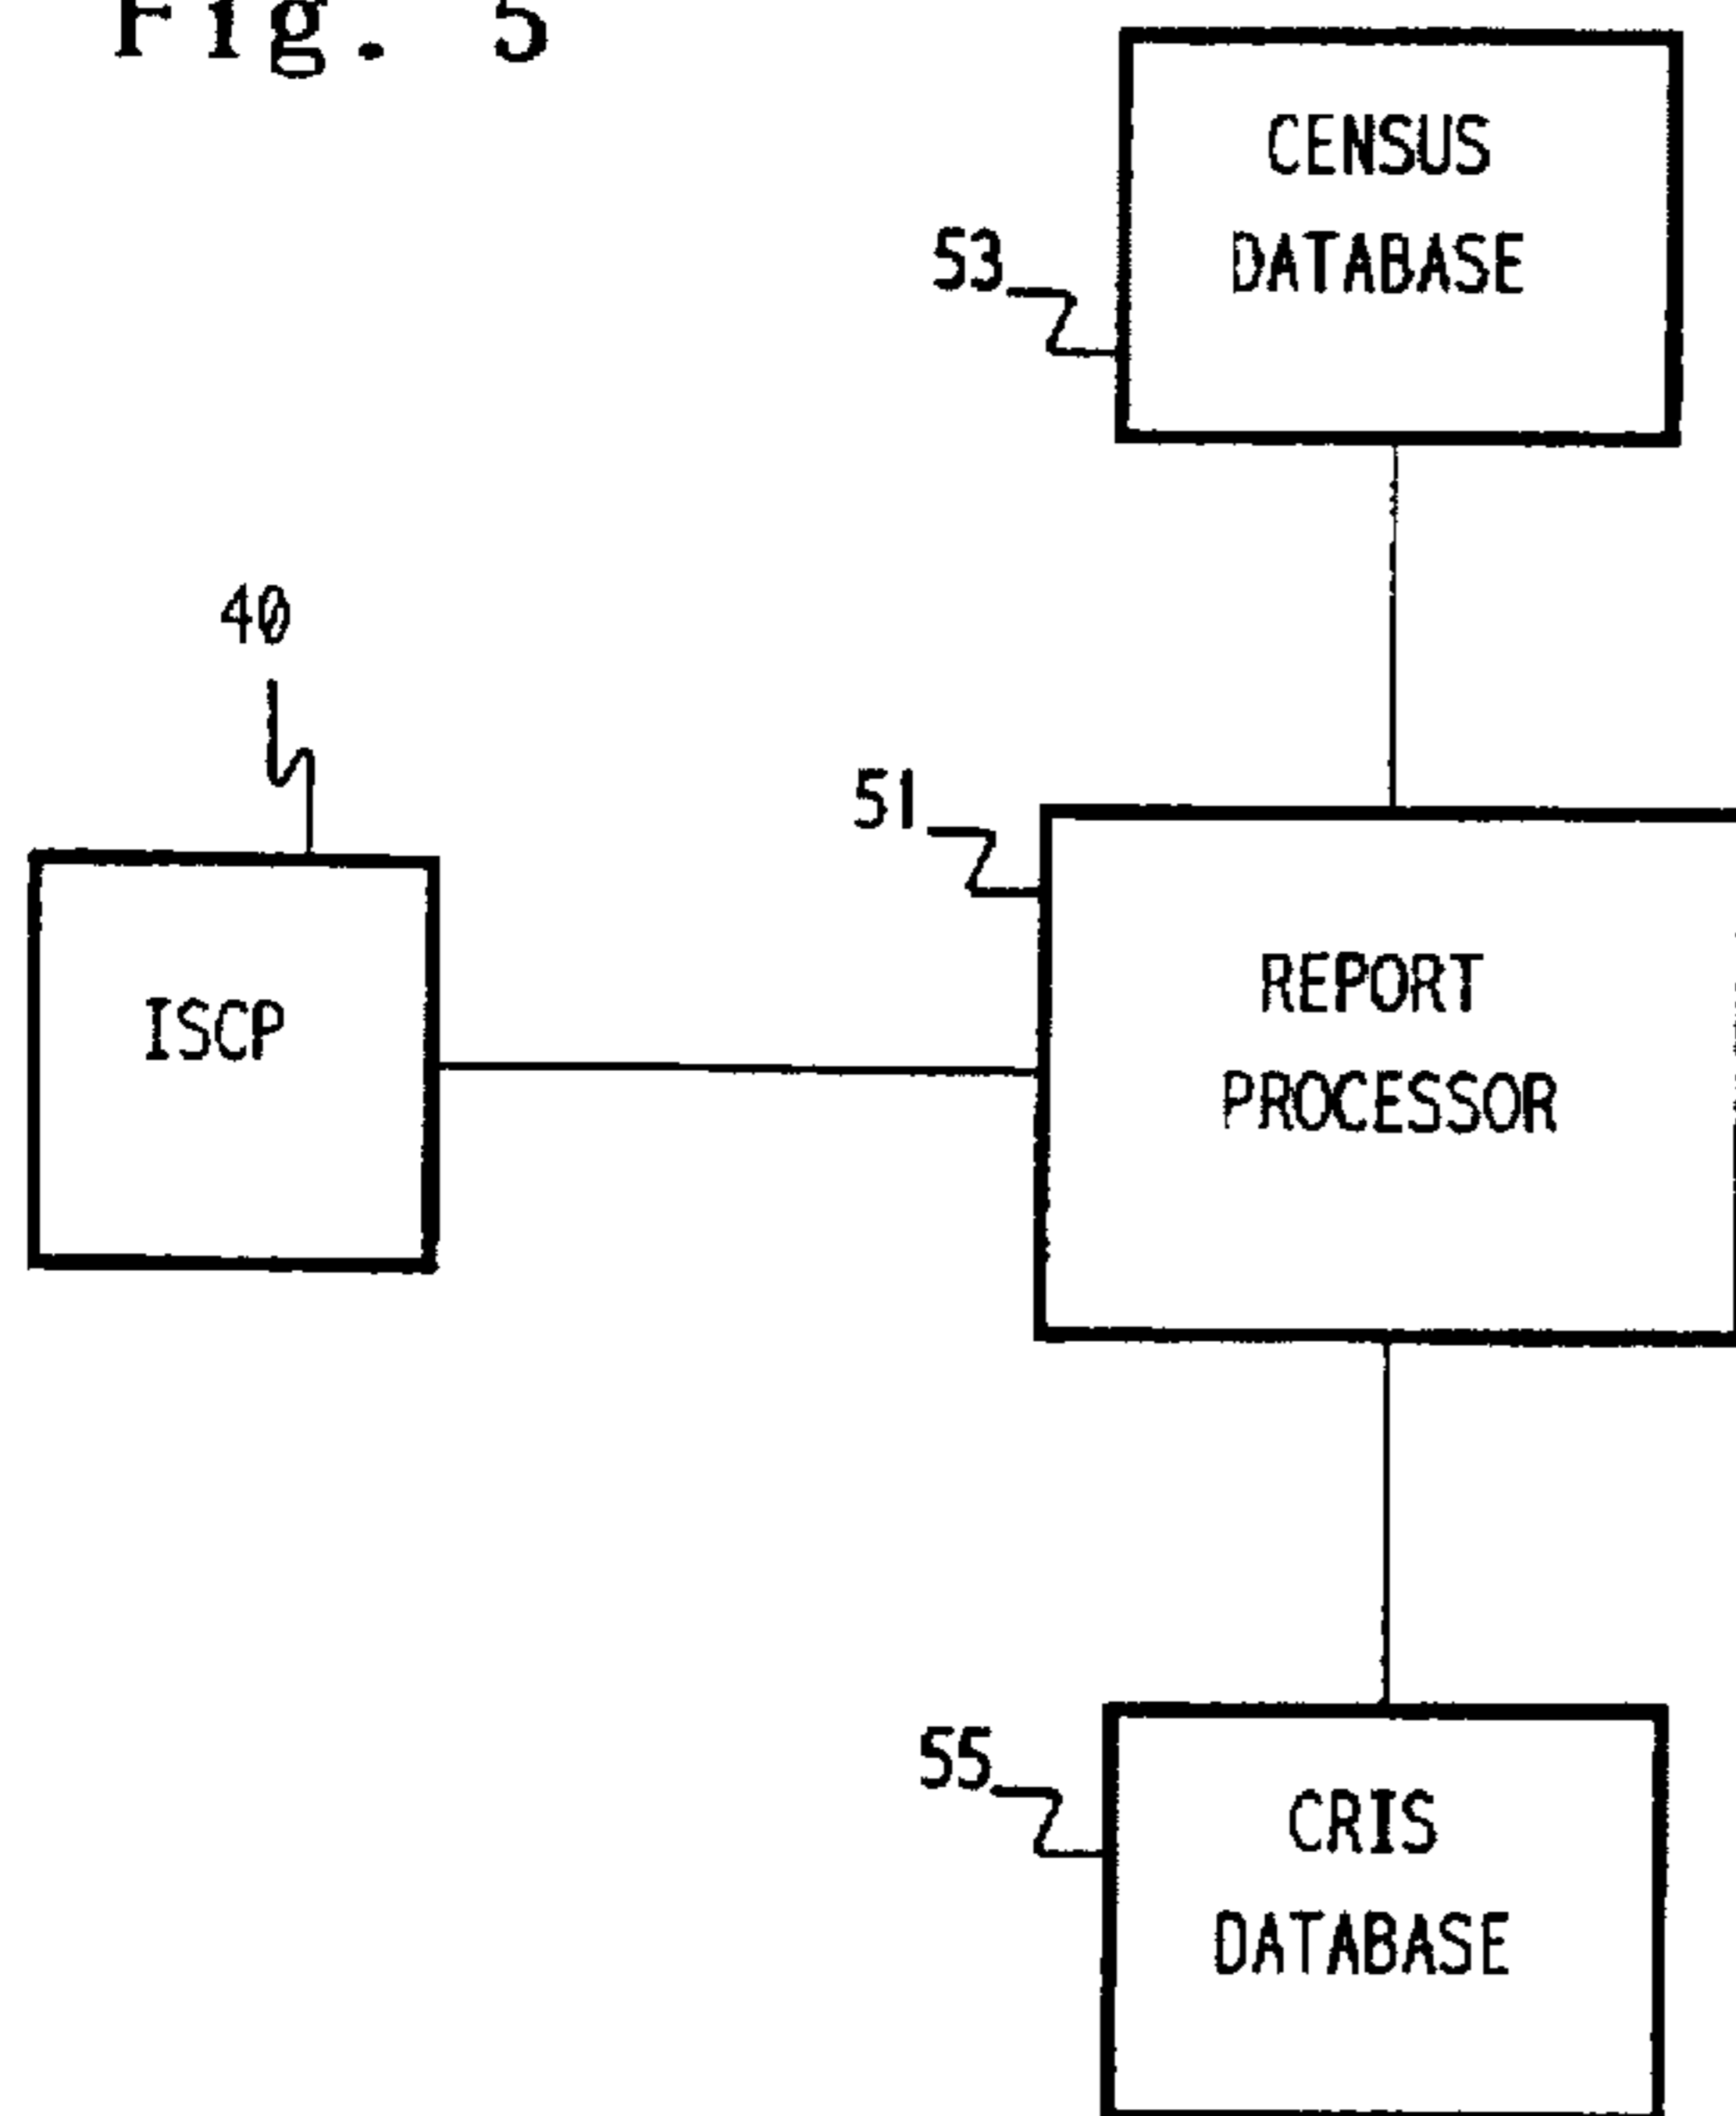 Fig. 5
CENSUS
DATABASE
53
40
51
ISCP
REPORT
PROCESSOR
55
CRIS
DATABASE